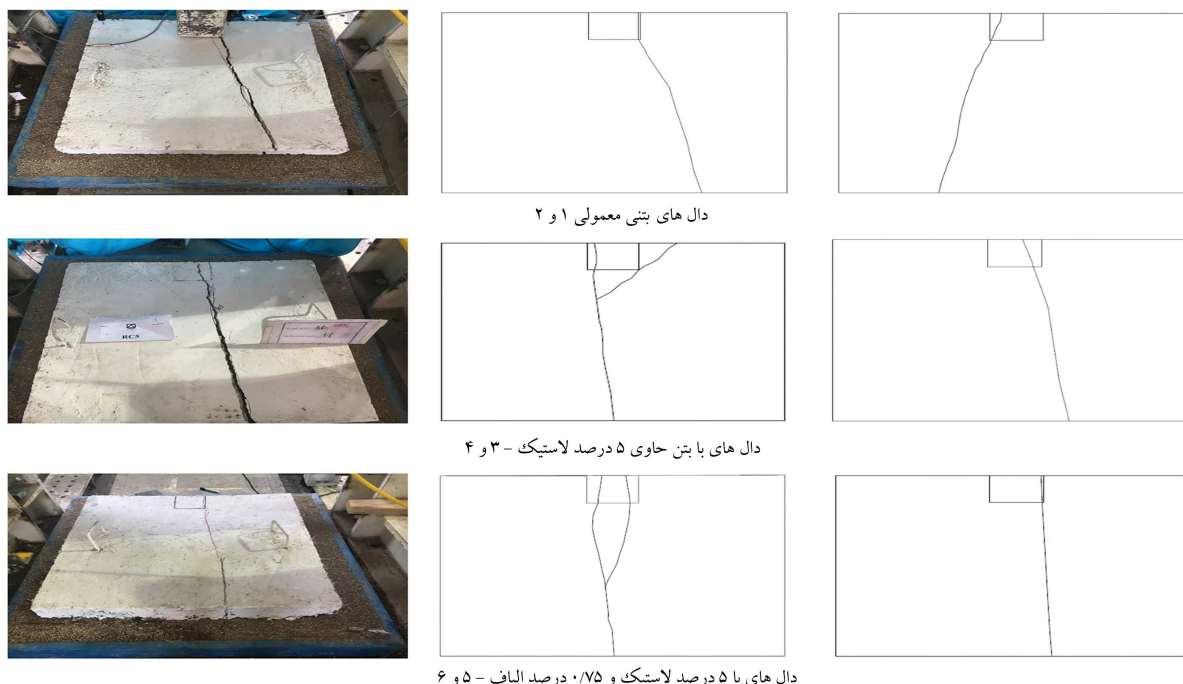 دال های بتنی معمولی ۱ و ۲
RC5
دال های با بتن حاوی ۵ درصد لاستیک - ۳ و ۴
دال های با ۵ درصد لاستیک و ۰/۷۵ درصد الیاف - ۵ و ۶